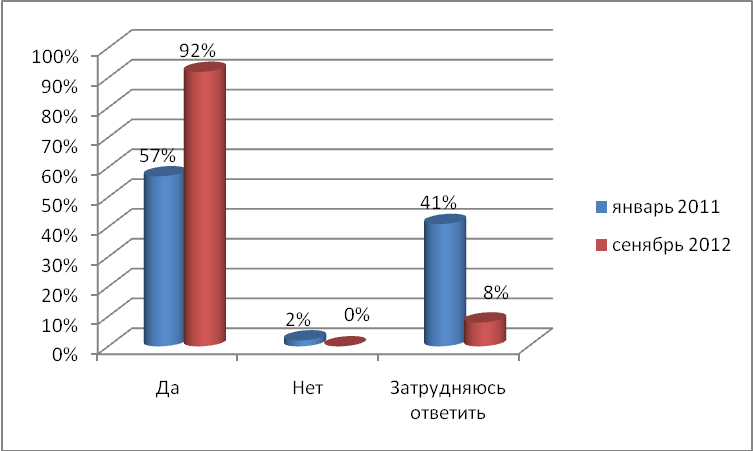 100%
90%
80%
70%
60%
50%
40%
30%
20%
10%
0%
57%
92%
2%
0%
41%
8%
Да
Нет
Затрудняюсь
ответить
январь 2011
сенябрь 2012